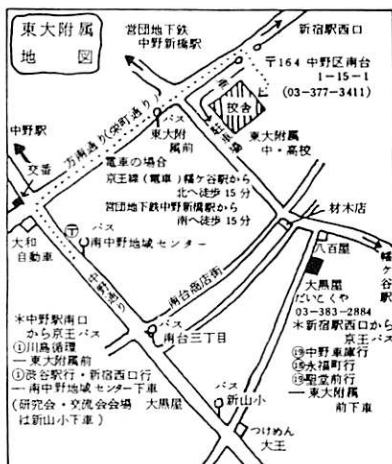 東大附属
地　図
営団地下鉄
中野新橋駅
新宿駅西口
〒164 中野区南台
1-15-1
(03-377-3411)
校舎
駐車場
東大附属
中・高校
中野駅
交番
方南通り(栄町通り)
バス
東大附
属前
電車の場合
京王線(電車)幡ケ谷駅から
北へ徒歩15分
営団地下鉄中野新橋駅から
南へ徒歩15分
材木店
八百屋
幡ケ谷駅
大黒屋
だいこくや
03-383-2884
大和
自動車
〒
バス
南中野地域センター
中野通り
南台商店街
バス
南台三丁目
バス
新山小
つけめん
大王
*中野駅南口
から京王バス
①川島循環
―東大附属前
①渋谷駅行・新宿西口行
―南中野地域センター下車
(研究会・交流会会場 大黒屋
は新山小下車)
*新宿駅西口から
京王バス
⑲中野車庫行
⑲永福町行
⑲聖堂前行
―東大附属
前下車